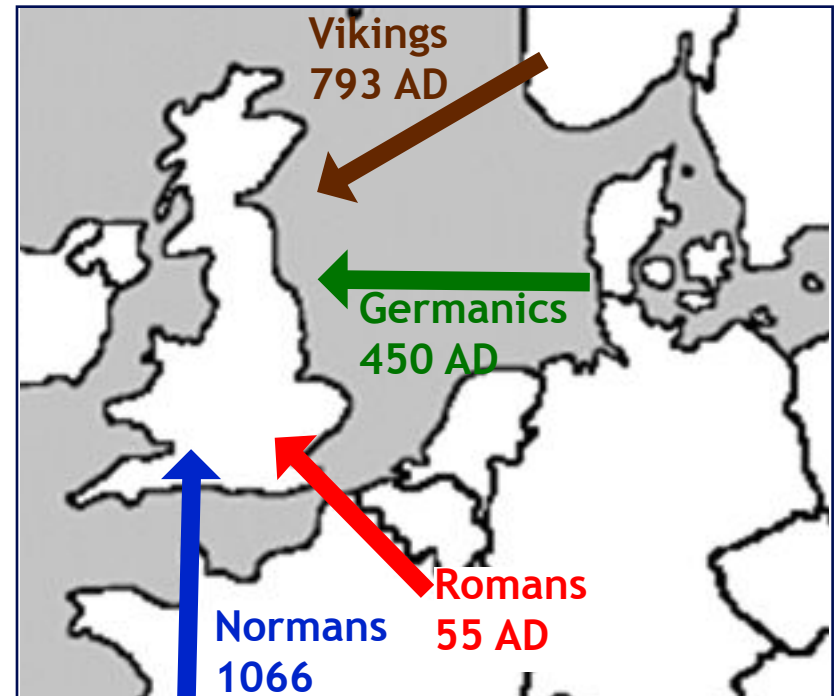 Vikings
793 AD
Germanics
450 AD
Romans
55 AD
Normans
1066